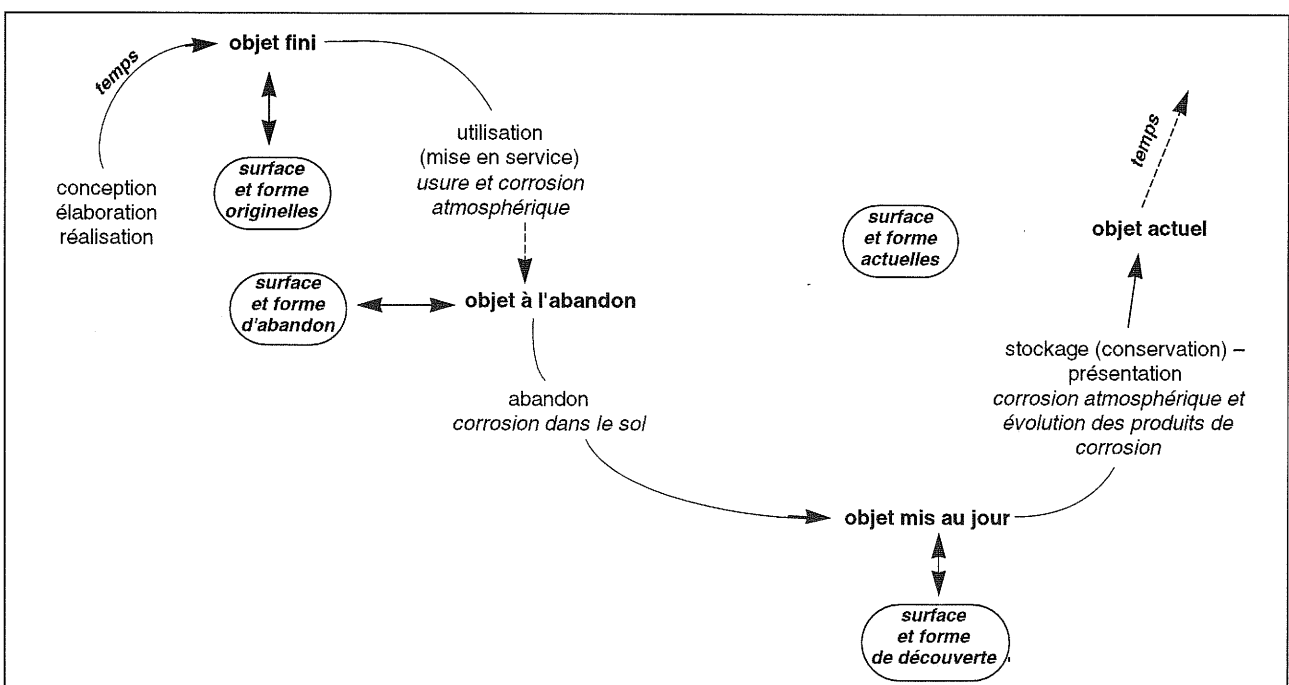 objet fini
temps
surface
et forme
originelles
conception
élaboration
réalisation
utilisation
(mise en service)
usure et corrosion
atmosphérique
surface
et forme
d'abandon
objet à l'abandon
abandon
corrosion dans le sol
objet mis au jour
surface
et forme
de découverte
stockage (conservation) –
présentation
corrosion atmosphérique et
évolution des produits de
corrosion
surface
et forme
actuelles
objet actuel
temps